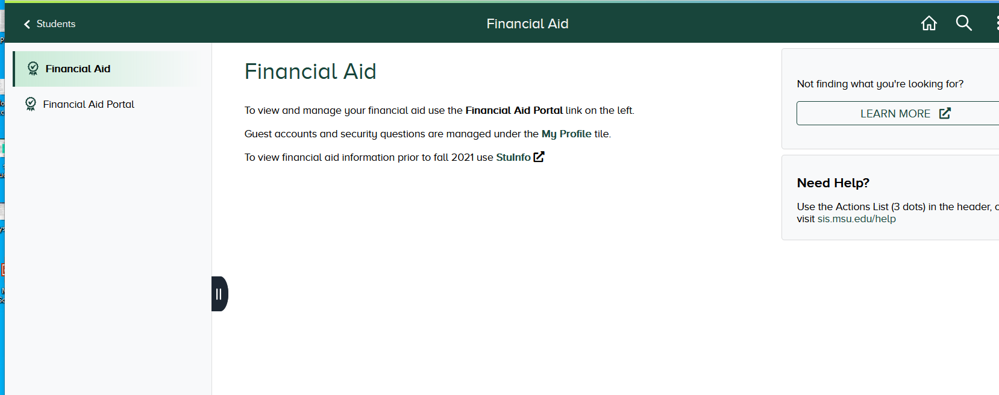 Students
Financial Aid
Financial Aid
Financial Aid Portal
Financial Aid
To view and manage your financial aid use the Financial Aid Portal link on the left.
Guest accounts and security questions are managed under the My Profile tile.
To view financial aid information prior to fall 2021 use StuInfo
Not finding what you're looking for?
LEARN MORE
Need Help?
Use the Actions List (3 dots) in the header,
visit sis.msu.edu/help